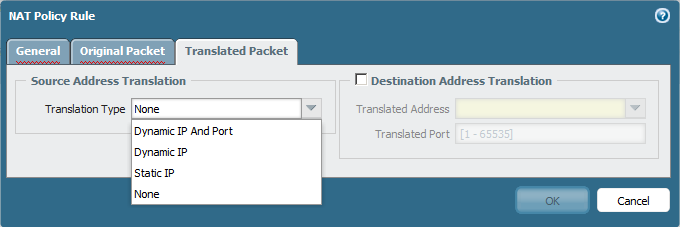 NAT Policy Rule
General
Original Packet
Translated Packet
Source Address Translation
Translation Type
None
Dynamic IP And Port
Dynamic IP
Static IP
None
Destination Address Translation
Translated Address
Translated Port
[1 - 65535]
OK
Cancel